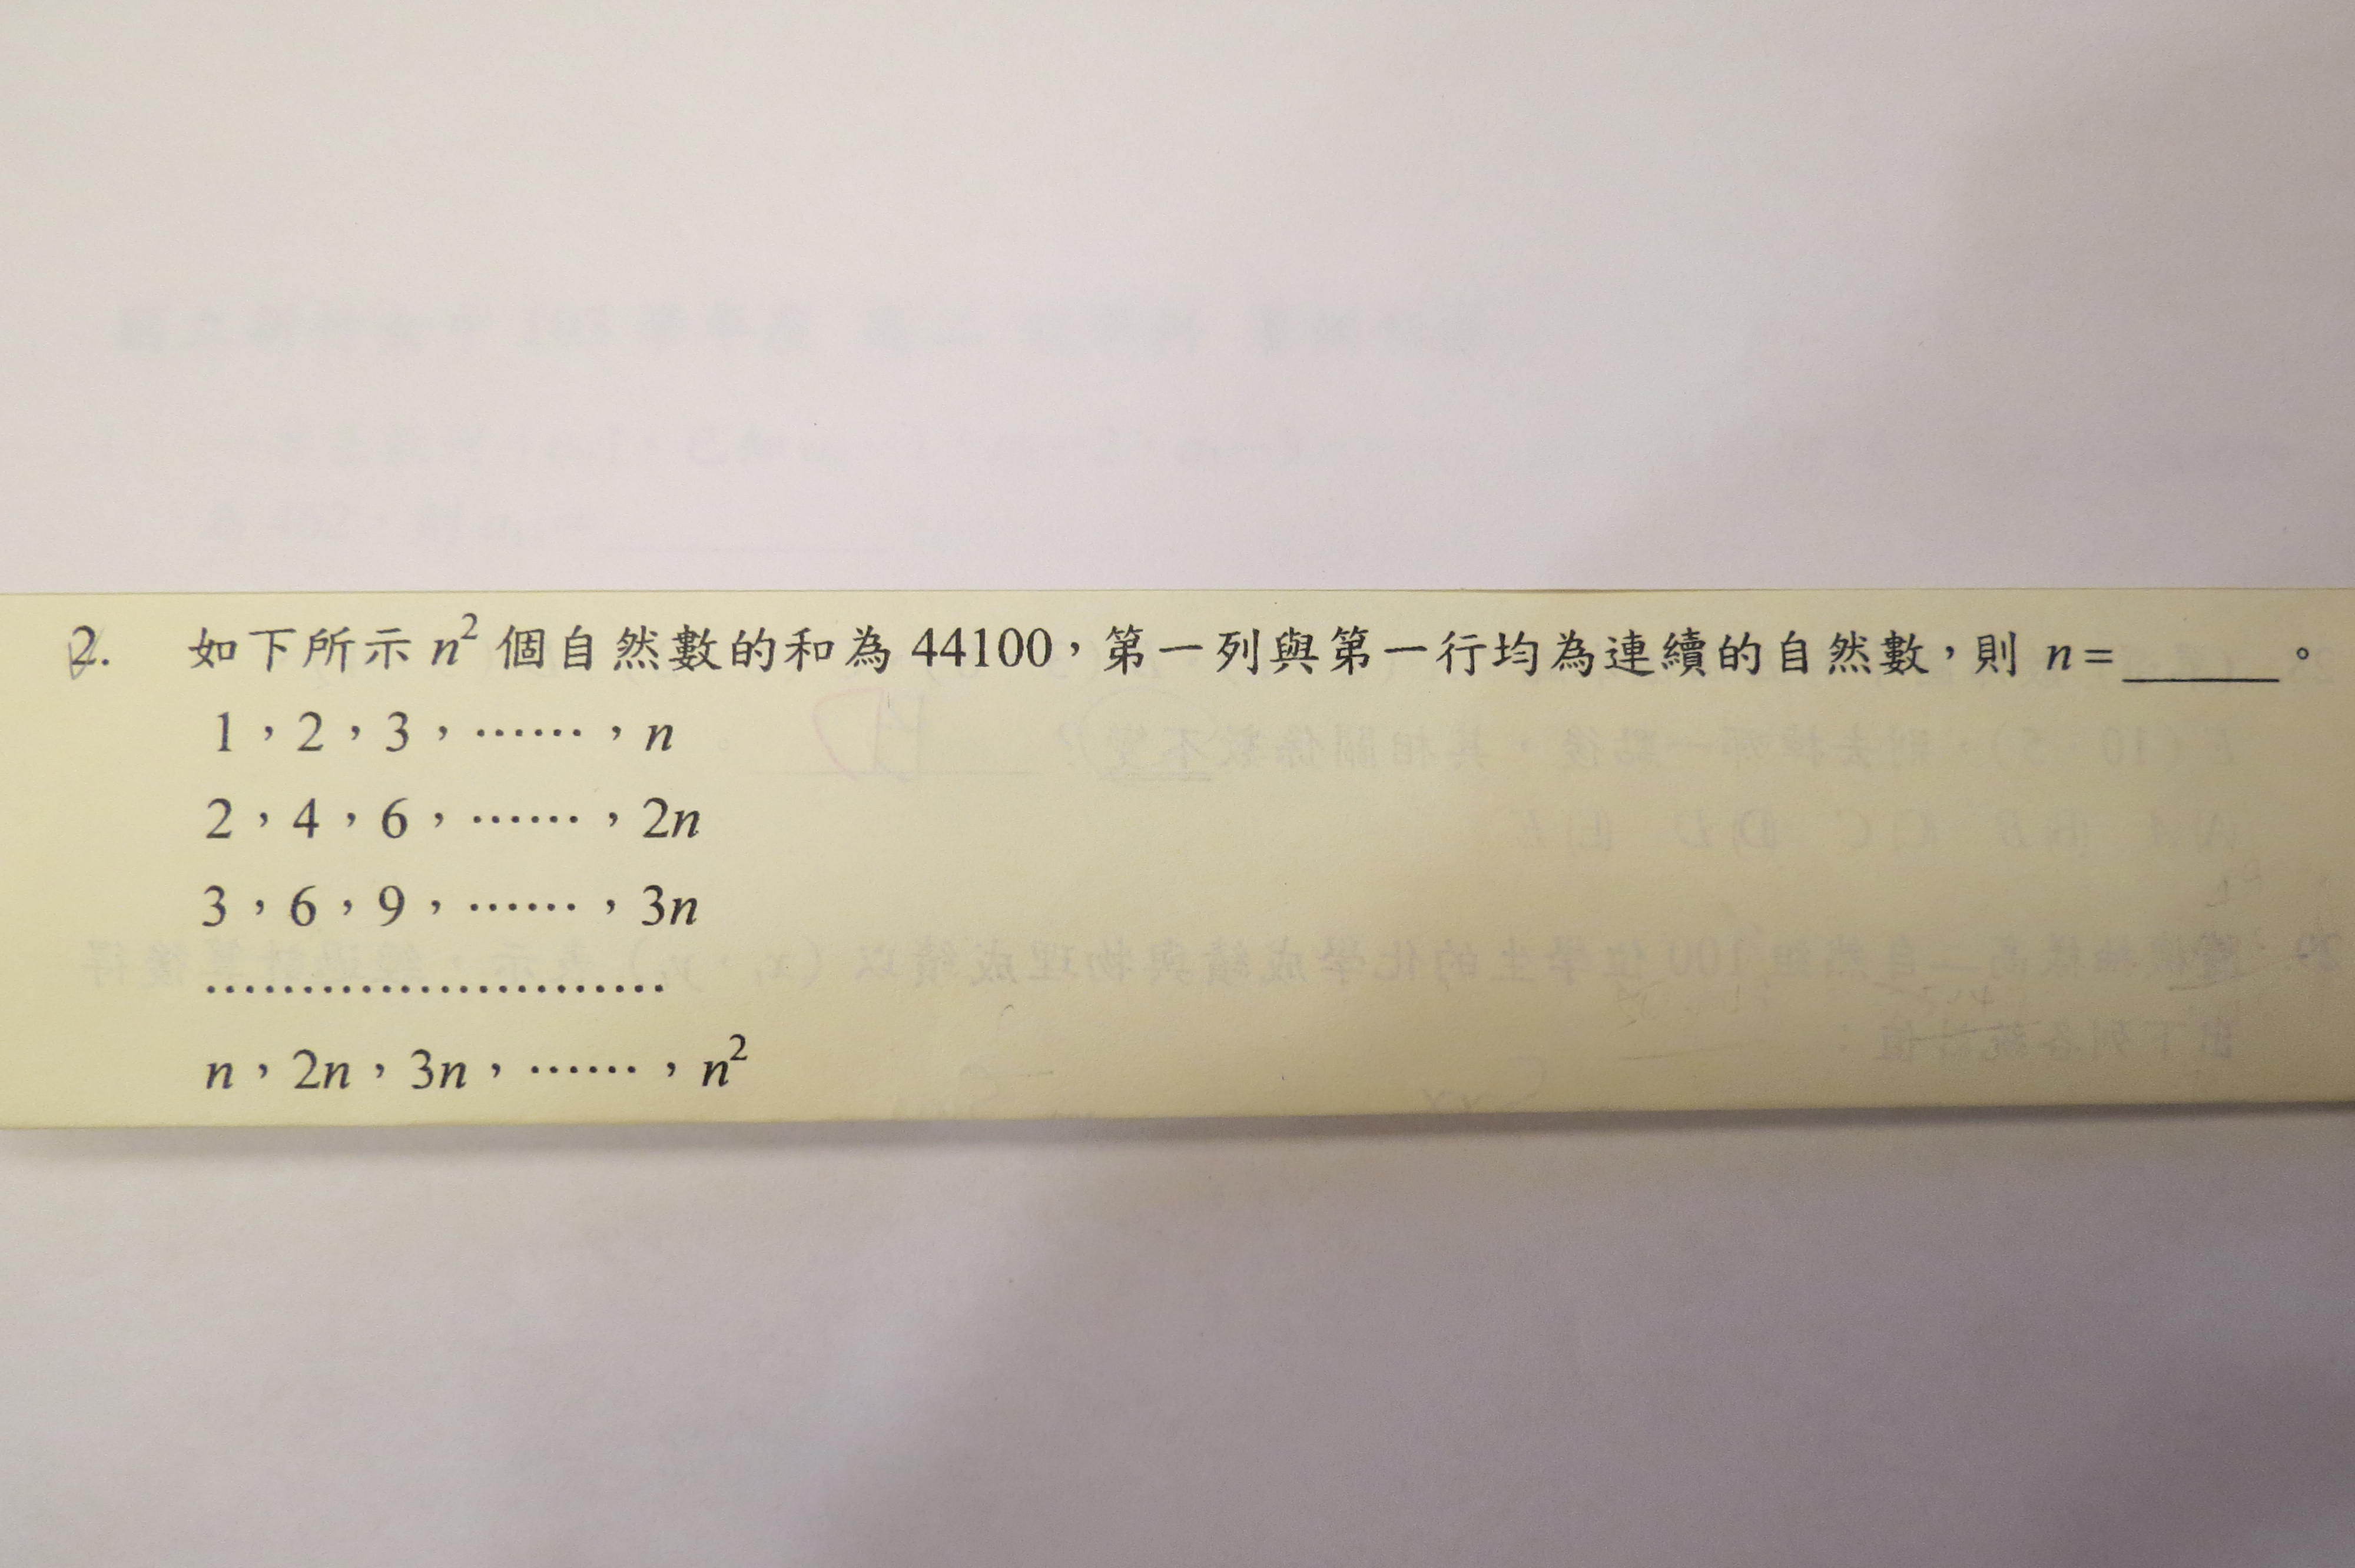 2. 如下所示 n² 個自然數的和為 44100，第一列與第一行均為連續的自然數，則 n=______。
1，2，3，……，n
2，4，6，……，2n
3，6，9，……，3n
………………………
n，2n，3n，……，n²